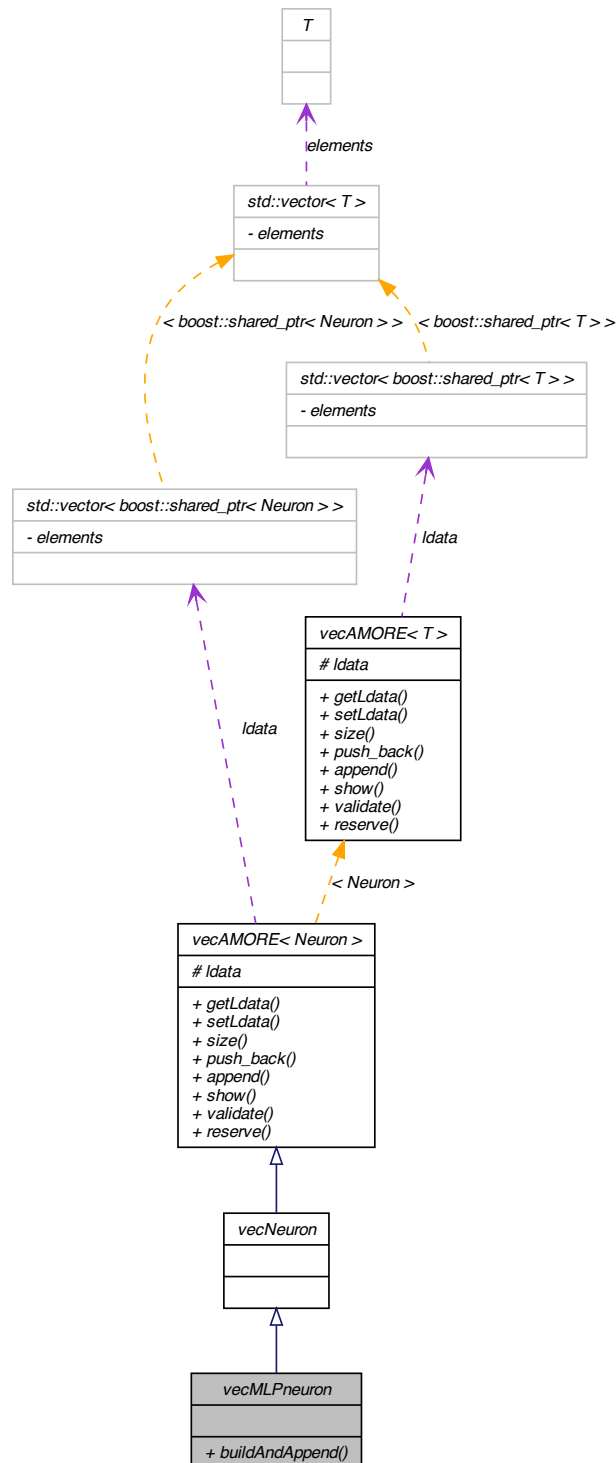 T
elements
std::vector< T >
- elements
< boost::shared_ptr< Neuron > >
< boost::shared_ptr< T > >
std::vector< boost::shared_ptr< T > >
- elements
std::vector< boost::shared_ptr< Neuron > >
- elements
ldata
vecAMORE< T >
# ldata
+ getLdata()
+ setLdata()
+ size()
+ push_back()
+ append()
+ show()
+ validate()
+ reserve()
ldata
< Neuron >
vecAMORE< Neuron >
# ldata
+ getLdata()
+ setLdata()
+ size()
+ push_back()
+ append()
+ show()
+ validate()
+ reserve()
vecNeuron
vecMLPneuron
+ buildAndAppend()